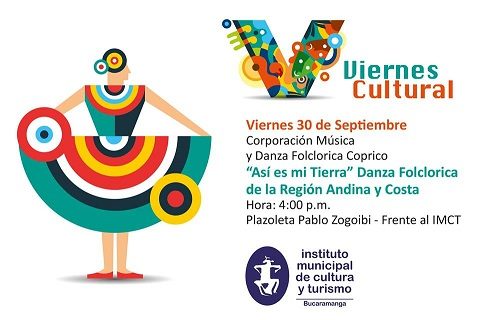 Viernes
Cultural
Viernes 30 de Septiembre
Corporación Música
y Danza Folclorica Coprico
“Así es mi Tierra” Danza Folclorica
de la Región Andina y Costa
Hora: 4:00 p.m.
Plazoleta Pablo Zogoibi - Frente al IMCT
instituto
municipal
de cultura
y turismo
Bucaramanga